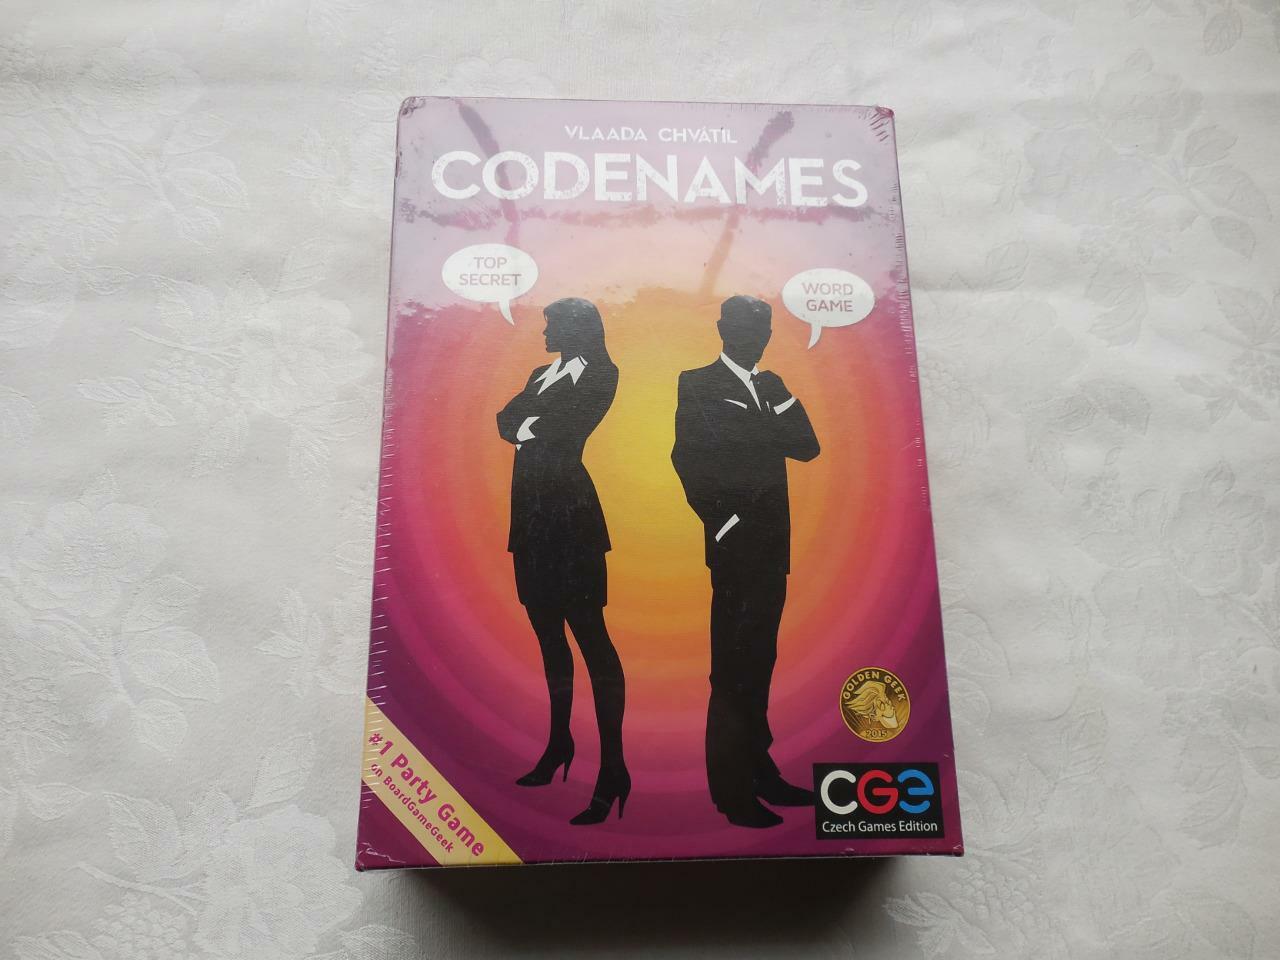 VLAADA CHVÁTIL
CODENAMES
TOP
SECRET
WORD
GAME
GOLDEN GEEK
2015
#1 Party Game
on BoardGameGeek
CGE
Czech Games Edition